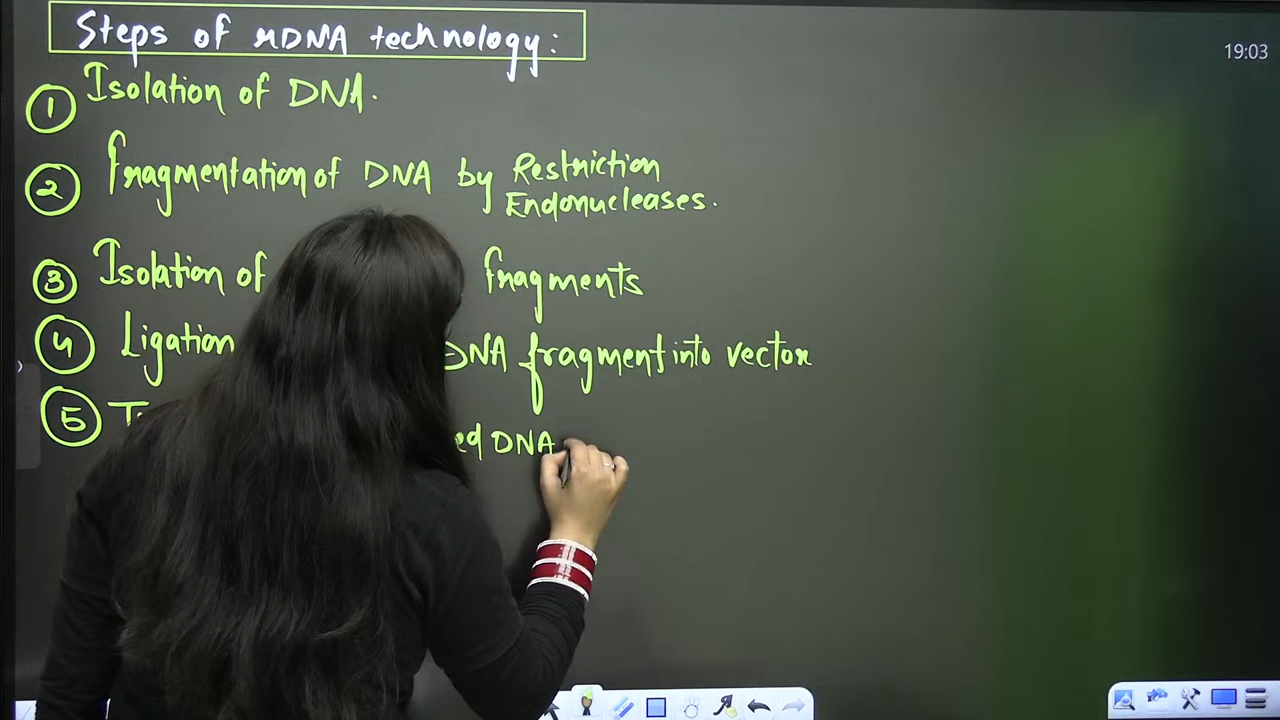 Steps of rDNA technology:
19:03
1 Isolation of DNA.
2 Fragmentation of DNA by Restriction
Endonucleases.
3 Isolation of fragments
4 Ligation DNA fragment into vector
5 DNA